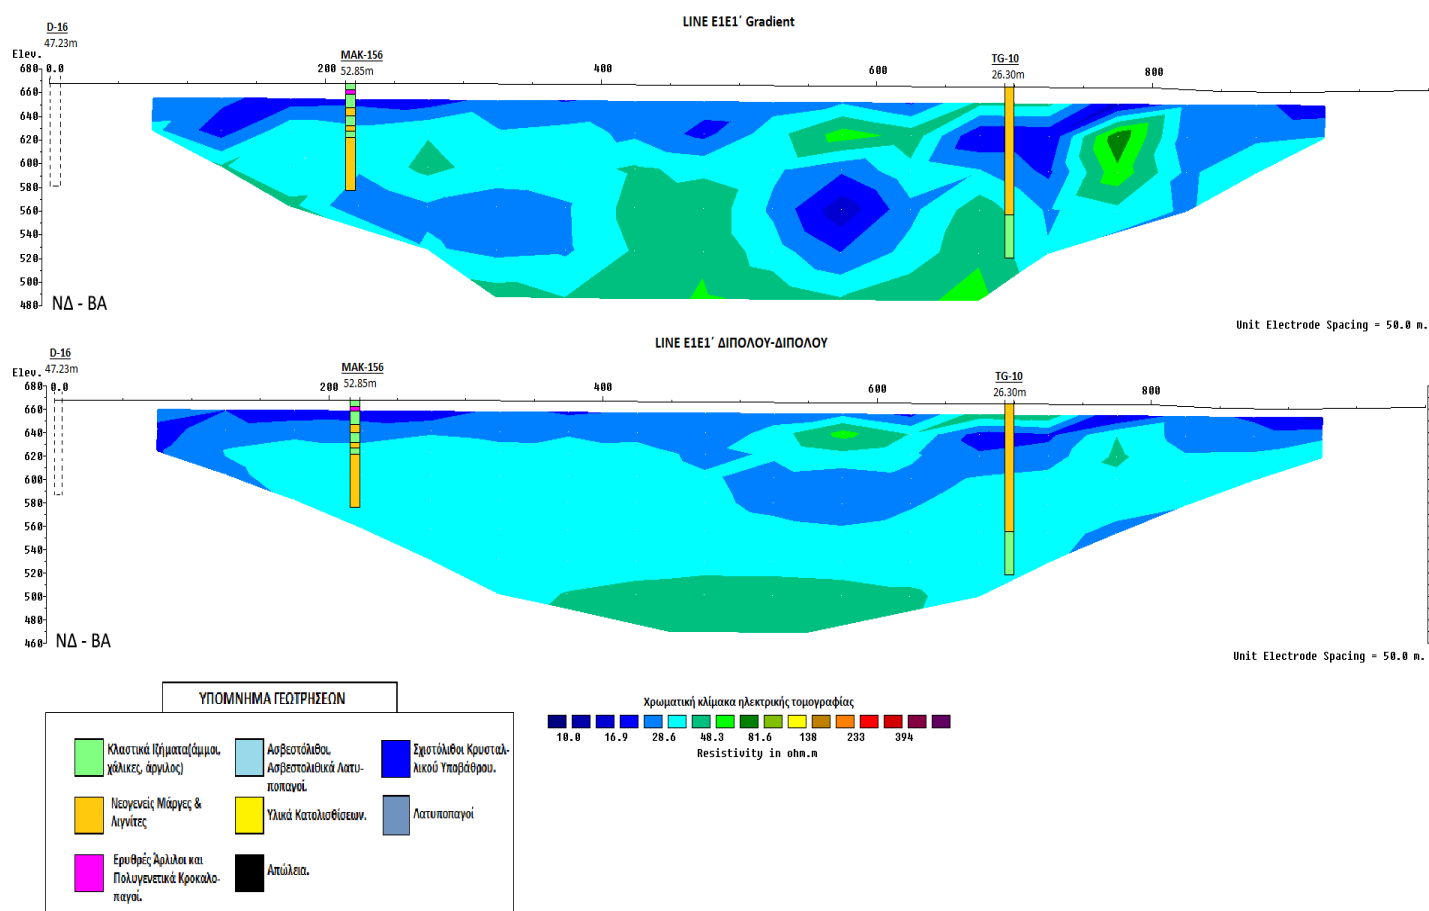 LINE E1E1΄ Gradient
D-16
47.23m
MAK-156
52.85m
TG-10
26.30m
Elev.
0.0 200 400 600 800
680
660
640
620
600
580
560
540
520
500
480
ΝΔ - ΒΑ
Unit Electrode Spacing = 50.0 m.
LINE E1E1΄ ΔΙΠΟΛΟΥ-ΔΙΠΟΛΟΥ
D-16
47.23m
MAK-156
52.85m
TG-10
26.30m
Elev.
0.0 200 400 600 800
680
660
640
620
600
580
560
540
520
500
480
460
ΝΔ - ΒΑ
Unit Electrode Spacing = 50.0 m.
ΥΠΟΜΝΗΜΑ ΓΕΩΤΡΗΣΕΩΝ
Κλαστικά Ιζήματα(άμμοι,
χάλικες, άργιλος)
Νεογενείς Μάργες &
Λιγνίτες
Ερυθρές Άρλιλοι και
Πολυγενετικά Κροκαλο-
παγοί.
Ασβεστόλιθοι,
Ασβεστολιθικά Λατυ-
ποπαγοί.
Υλικά Κατολισθίσεων.
Απώλεια.
Σχιστόλιθοι Κρυσταλ-
λικού Υποβάθρου.
Λατυποπαγοί
Χρωματική κλίμακα ηλεκτρικής τομογραφίας
10.0 16.9 28.6 48.3 81.6 138 233 394
Resistivity in ohm.m